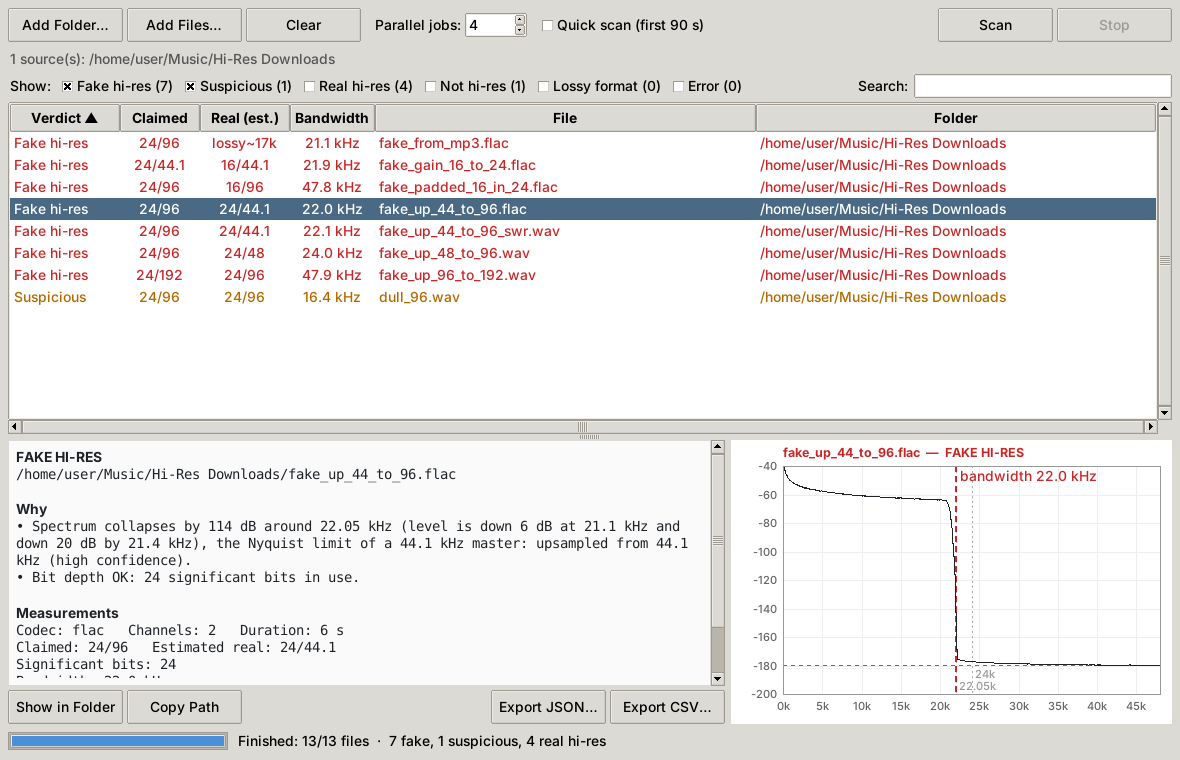 Add Folder... Add Files... Clear Parallel jobs: 4 Quick scan (first 90 s) Scan Stop
1 source(s): /home/user/Music/Hi-Res Downloads
Show: Fake hi-res (7) Suspicious (1) Real hi-res (4) Not hi-res (1) Lossy format (0) Error (0) Search:
Verdict ▲ Claimed Real (est.) Bandwidth File Folder
Fake hi-res 24/96 lossy~17k 21.1 kHz fake_from_mp3.flac /home/user/Music/Hi-Res Downloads
Fake hi-res 24/44.1 16/44.1 21.9 kHz fake_gain_16_to_24.flac /home/user/Music/Hi-Res Downloads
Fake hi-res 24/96 16/96 47.8 kHz fake_padded_16_in_24.flac /home/user/Music/Hi-Res Downloads
Fake hi-res 24/96 24/44.1 22.0 kHz fake_up_44_to_96.flac /home/user/Music/Hi-Res Downloads
Fake hi-res 24/96 24/44.1 22.1 kHz fake_up_44_to_96_swr.wav /home/user/Music/Hi-Res Downloads
Fake hi-res 24/96 24/48 24.0 kHz fake_up_48_to_96.wav /home/user/Music/Hi-Res Downloads
Fake hi-res 24/192 24/96 47.9 kHz fake_up_96_to_192.wav /home/user/Music/Hi-Res Downloads
Suspicious 24/96 24/96 16.4 kHz dull_96.wav /home/user/Music/Hi-Res Downloads
FAKE HI-RES
/home/user/Music/Hi-Res Downloads/fake_up_44_to_96.flac
Why
• Spectrum collapses by 114 dB around 22.05 kHz (level is down 6 dB at 21.1 kHz and
down 20 dB by 21.4 kHz), the Nyquist limit of a 44.1 kHz master: upsampled from 44.1
kHz (high confidence).
• Bit depth OK: 24 significant bits in use.
Measurements
Codec: flac Channels: 2 Duration: 6 s
Claimed: 24/96 Estimated real: 24/44.1
Significant bits: 24
fake_up_44_to_96.flac — FAKE HI-RES
bandwidth 22.0 kHz
-40
-60
-80
-100
-120
-140
-160
-180
-200
24k
22.05k
0k 5k 10k 15k 20k 25k 30k 35k 40k 45k
Show in Folder Copy Path Export JSON... Export CSV...
Finished: 13/13 files · 7 fake, 1 suspicious, 4 real hi-res